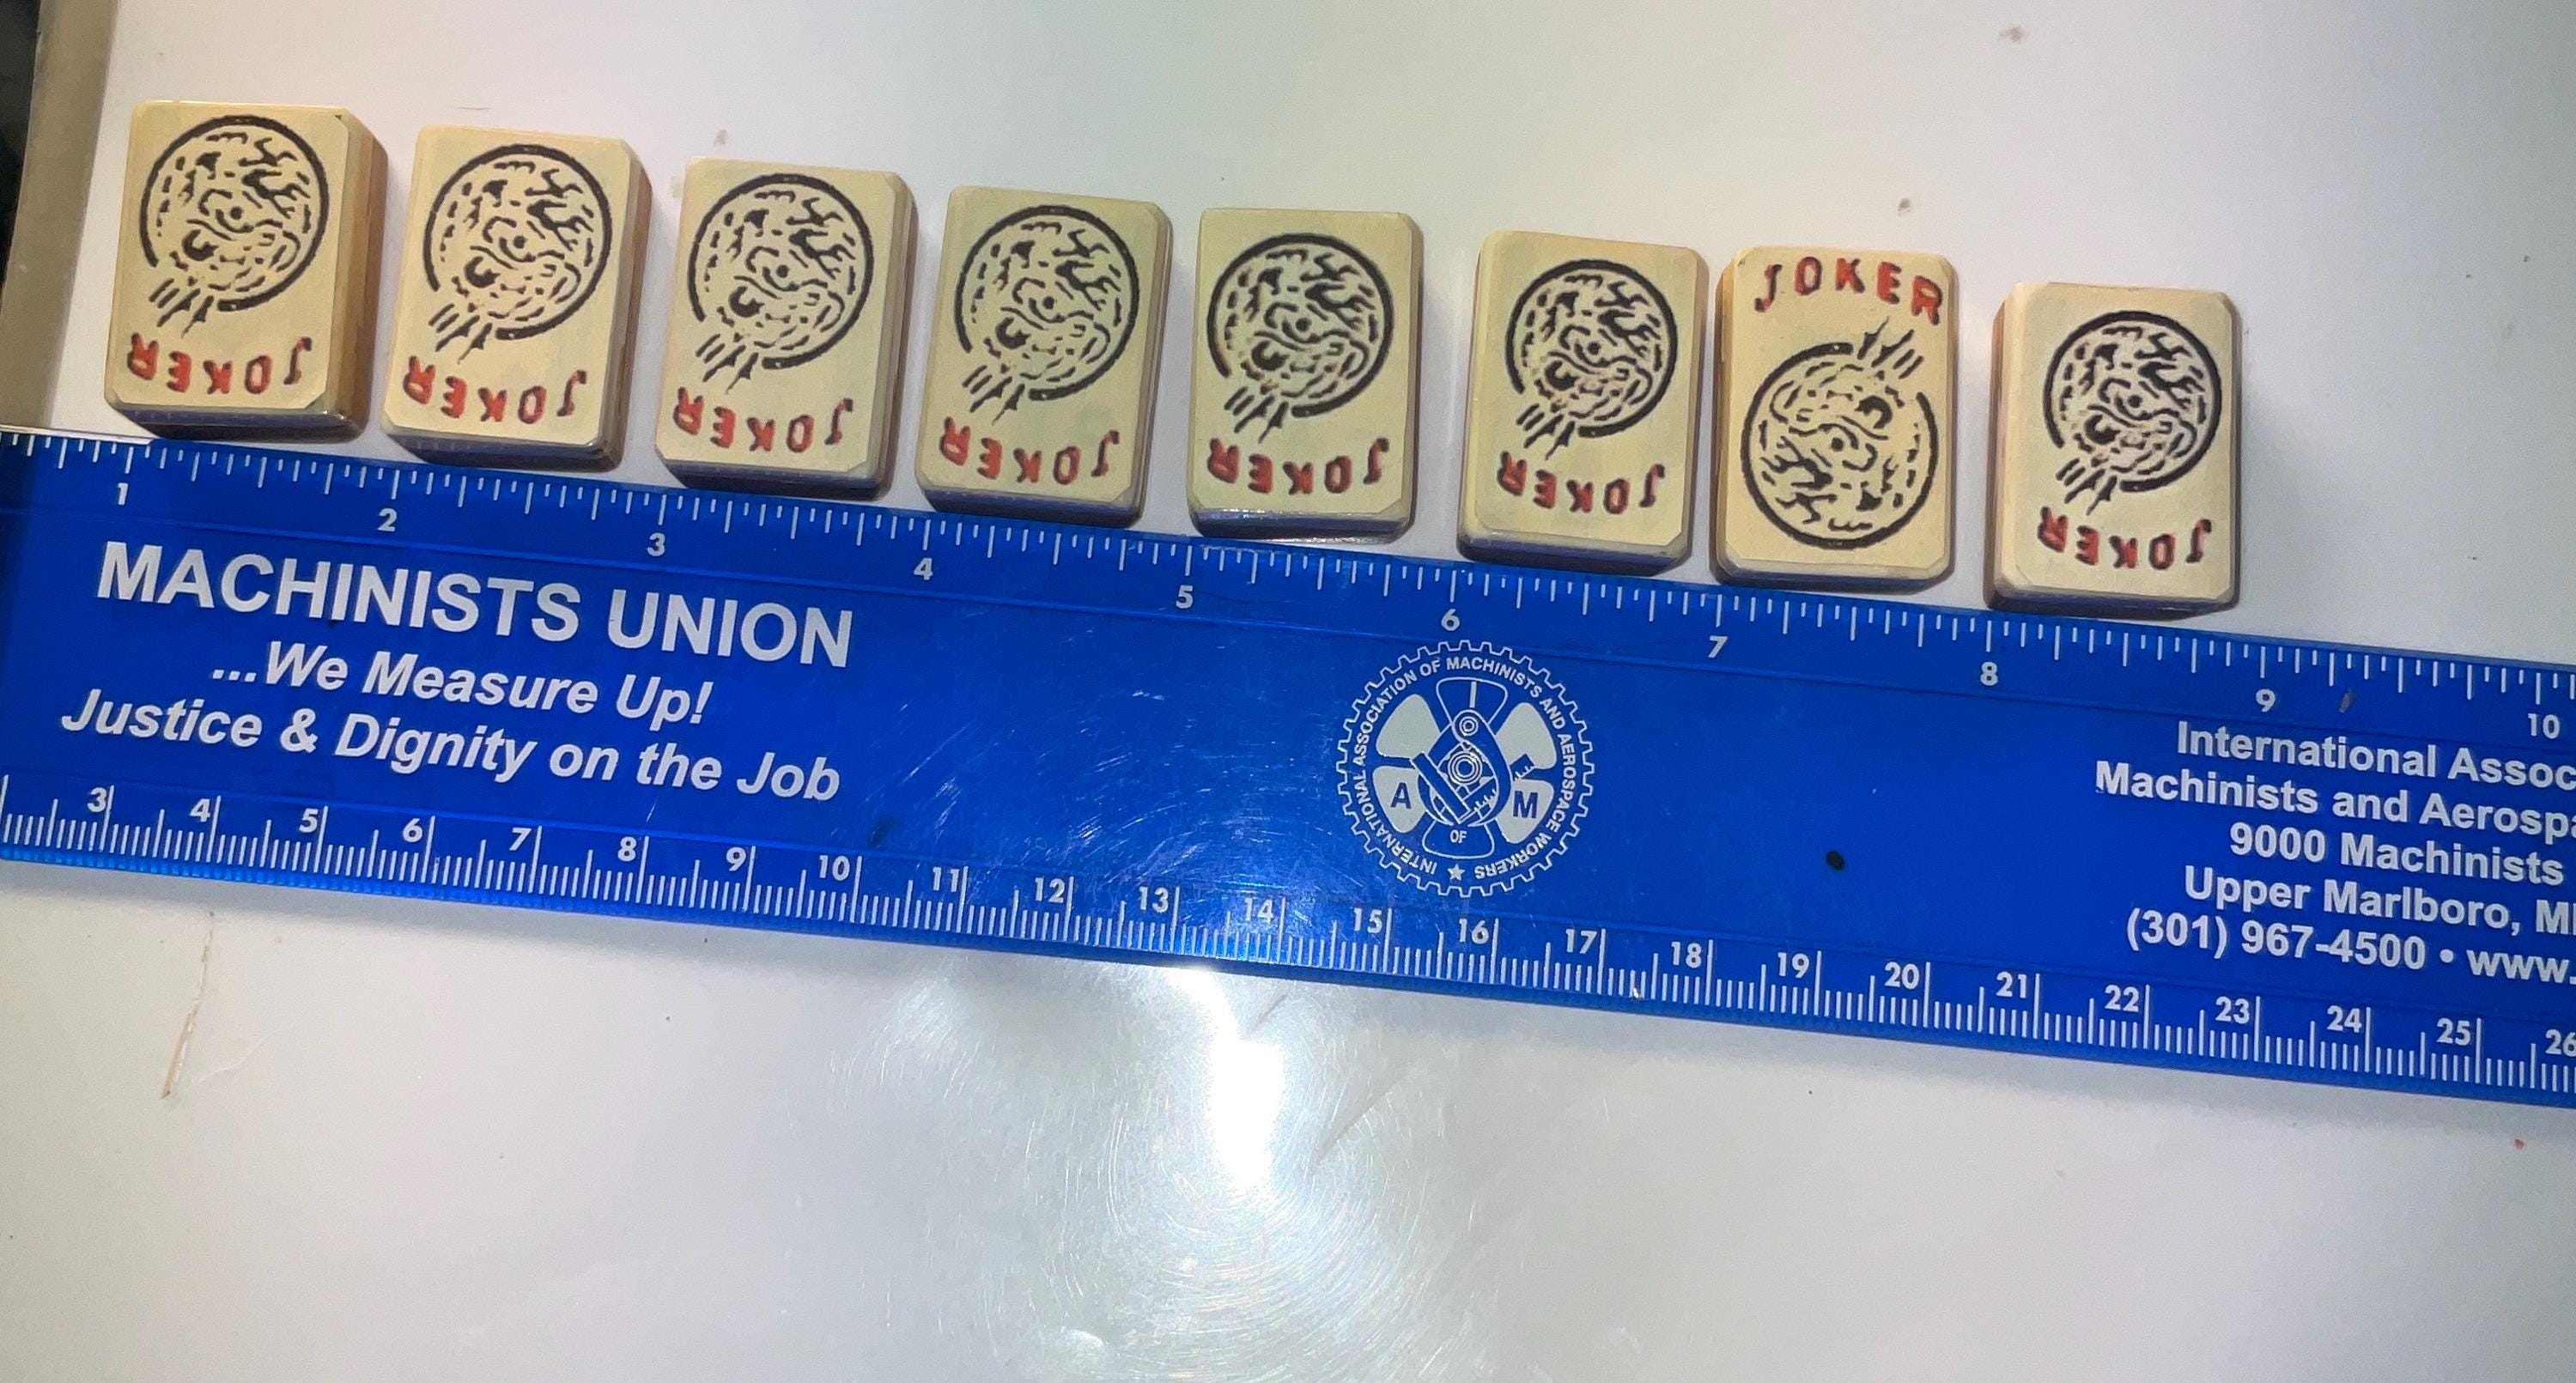 JOKER
JOKER
JOKER
JOKER
JOKER
JOKER
JOKER
JOKER
1 2 3 4 5 6 7 8 9 10
MACHINISTS UNION
...We Measure Up!
Justice & Dignity on the Job
INTERNATIONAL ASSOCIATION OF MACHINISTS AND AEROSPACE WORKERS ★
I A OF M
International Assoc
Machinists and Aerospa
9000 Machinists
Upper Marlboro, M
(301) 967-4500 • www.
3 4 5 6 7 8 9 10 11 12 13 14 15 16 17 18 19 20 21 22 23 24 25 26